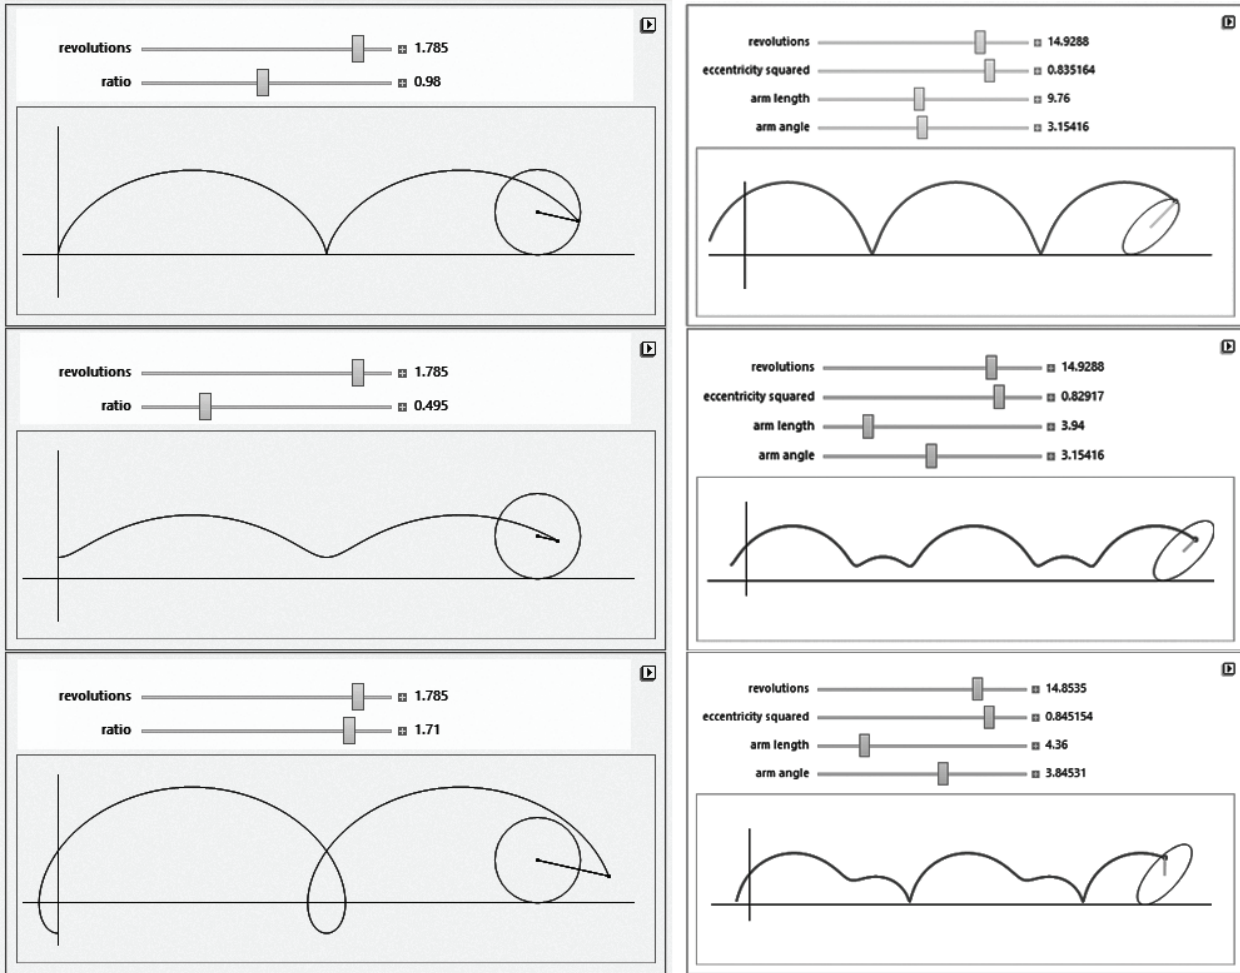 revolutions 1.785
ratio 0.98
revolutions 14.9288
eccentricity squared 0.835164
arm length 9.76
arm angle 3.15416
revolutions 1.785
ratio 0.495
revolutions 14.9288
eccentricity squared 0.82917
arm length 3.94
arm angle 3.15416
revolutions 1.785
ratio 1.71
revolutions 14.8535
eccentricity squared 0.845154
arm length 4.36
arm angle 3.84531